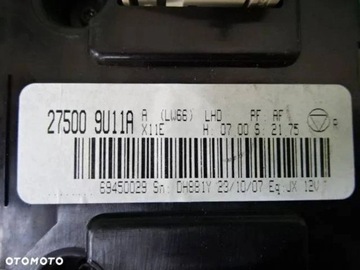 27500 9U11A A (LW66) LHD AF AF
X11E H: 07 00 S: 21 75 R
69450029 Sn: DH881Y 23/10/07 Eq JX 12V
OTOMOTO